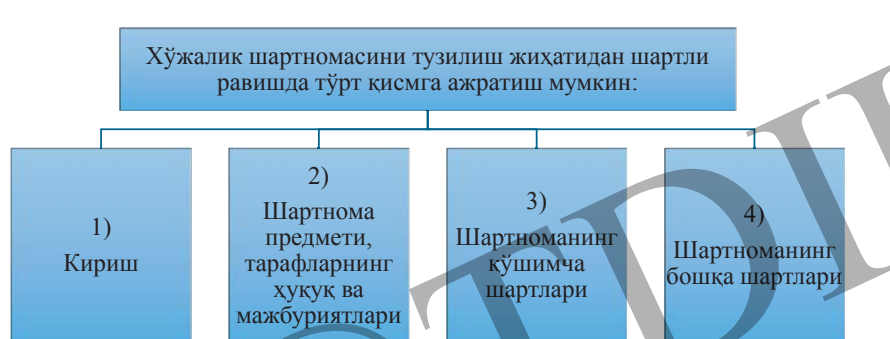 Хўжалик шартномасини тузилиш жиҳатидан шартли
равишда тўрт қисмга ажратиш мумкин:
1)
Кириш
2)
Шартнома
предмети,
тарафларнинг
ҳуқуқ ва
мажбуриятлари
3)
Шартноманинг
қўшимча
шартлари
4)
Шартноманинг
бошқа шартлари